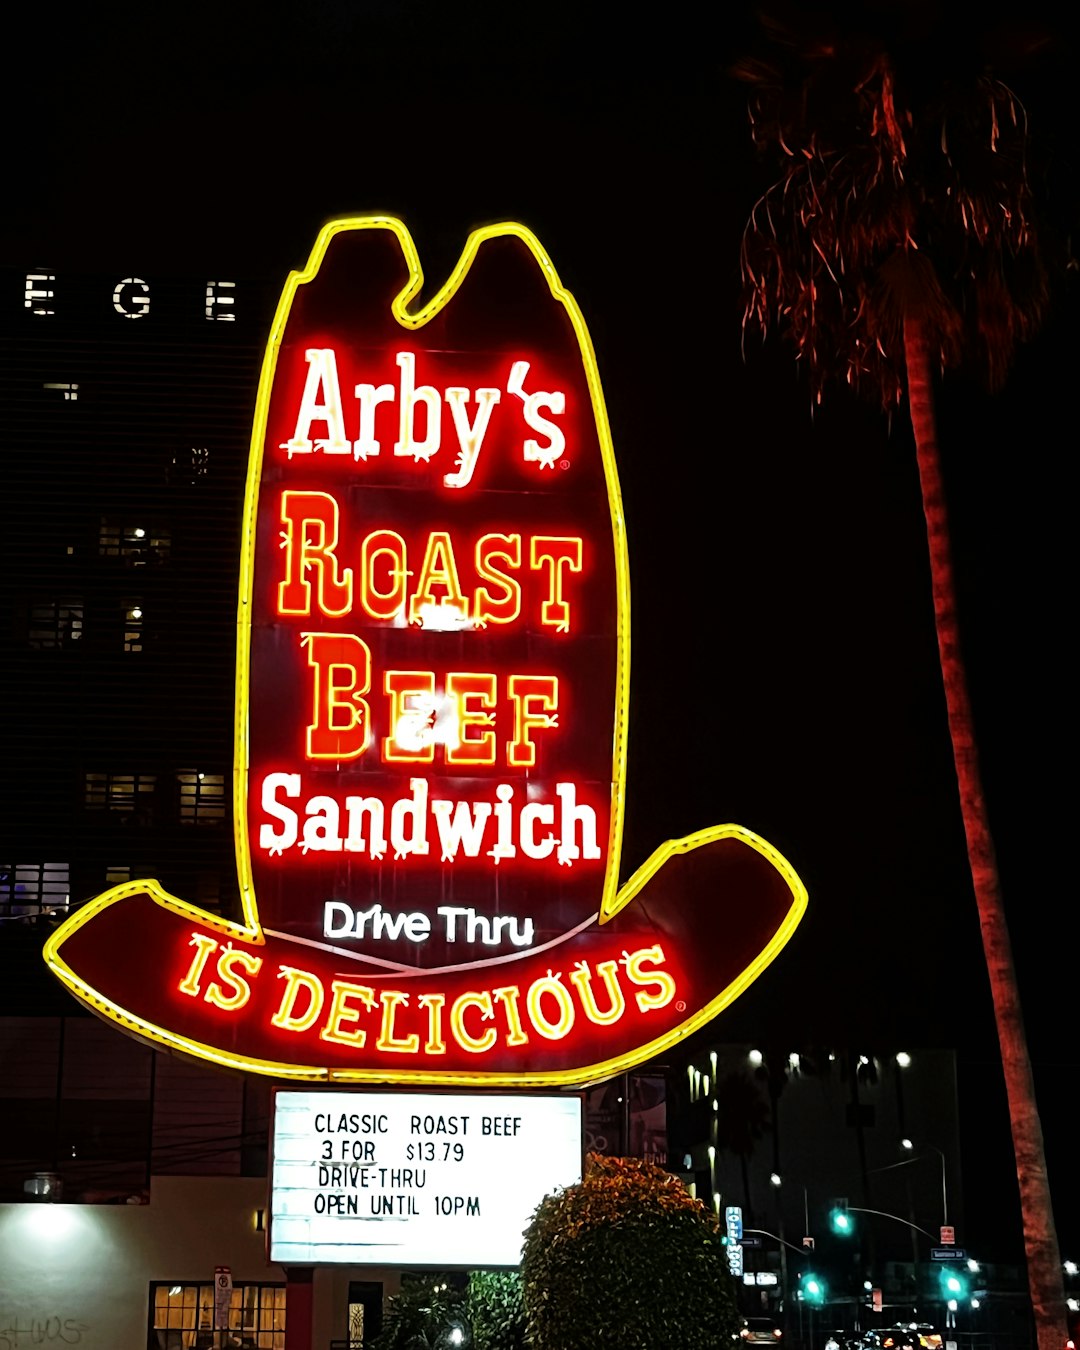 EGE
Arby's
ROAST
BEEF
Sandwich
Drive Thru
IS DELICIOUS
CLASSIC ROAST BEEF
3 FOR $13.79
DRIVE-THRU
OPEN UNTIL 10PM
HOLLYWOOD